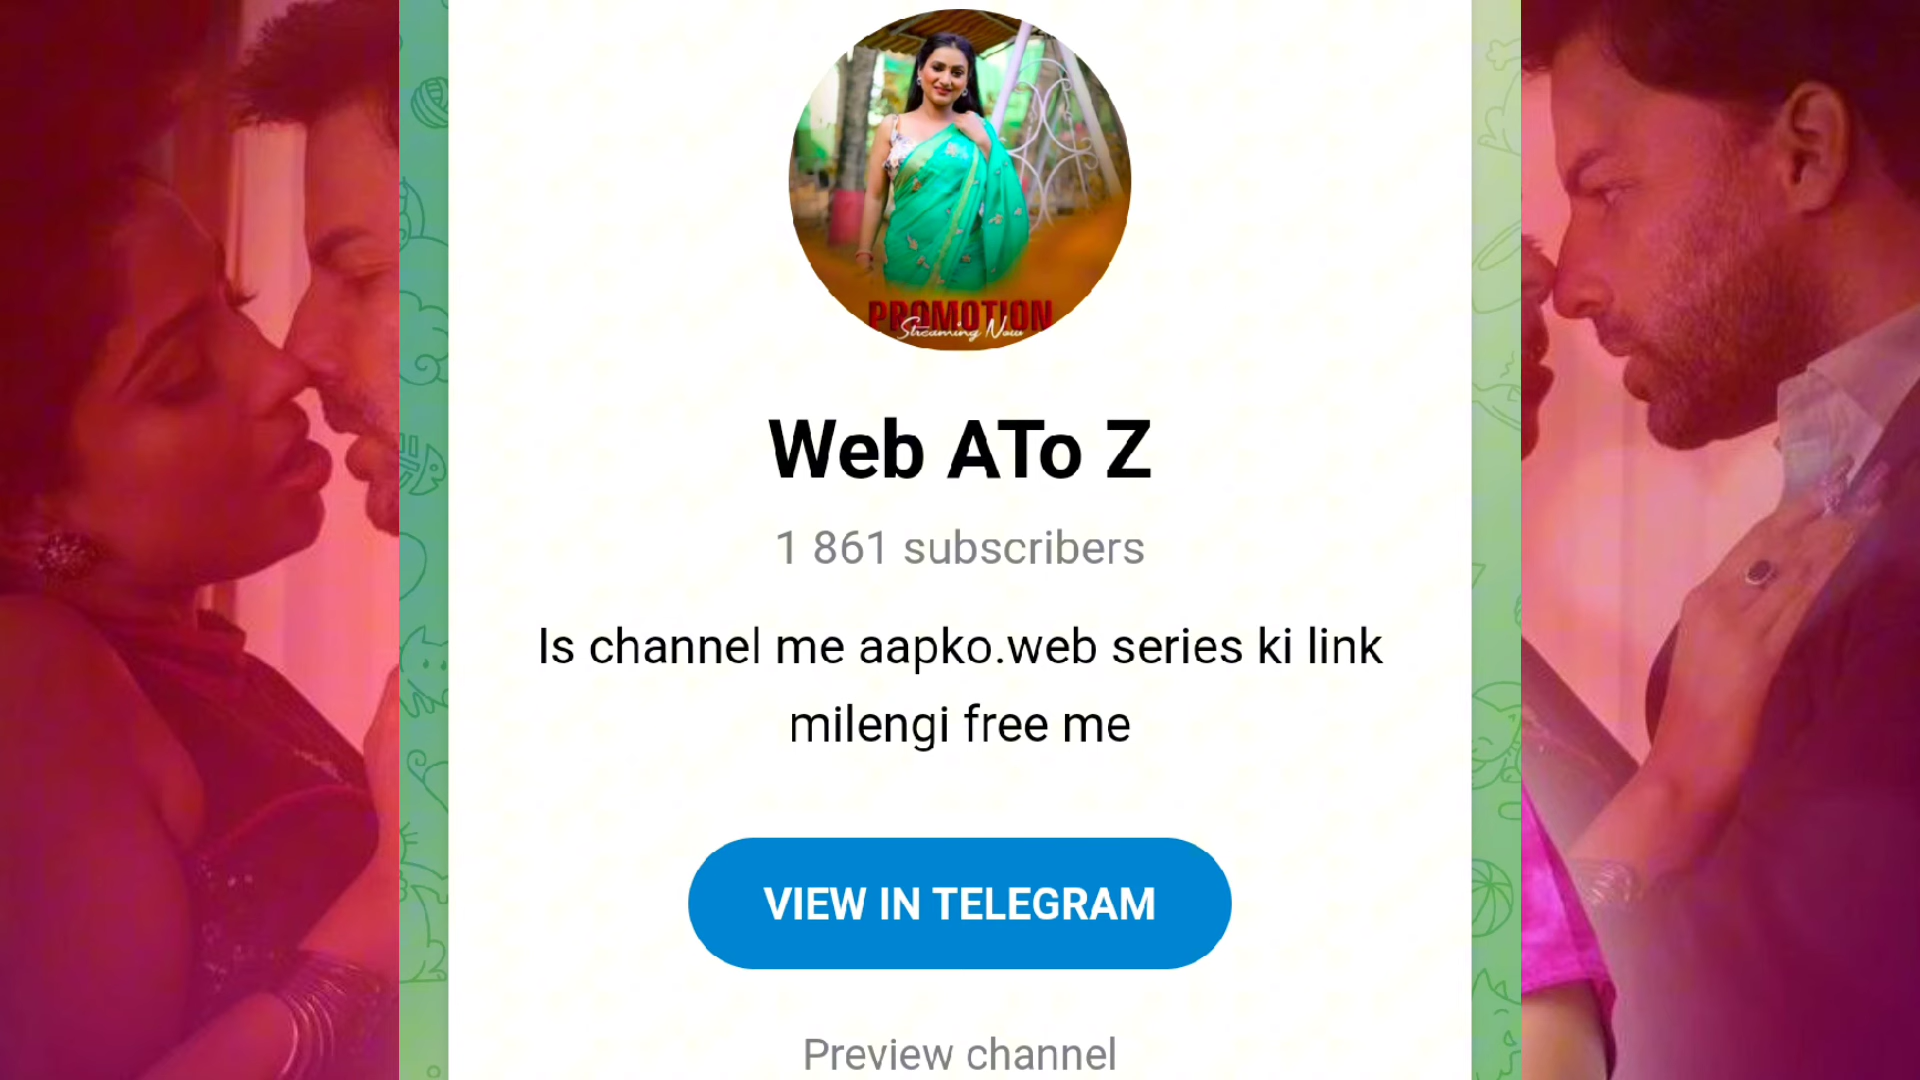 PROMOTION
Streaming Now
Web ATo Z
1 861 subscribers
Is channel me aapko.web series ki link
milengi free me
VIEW IN TELEGRAM
Preview channel